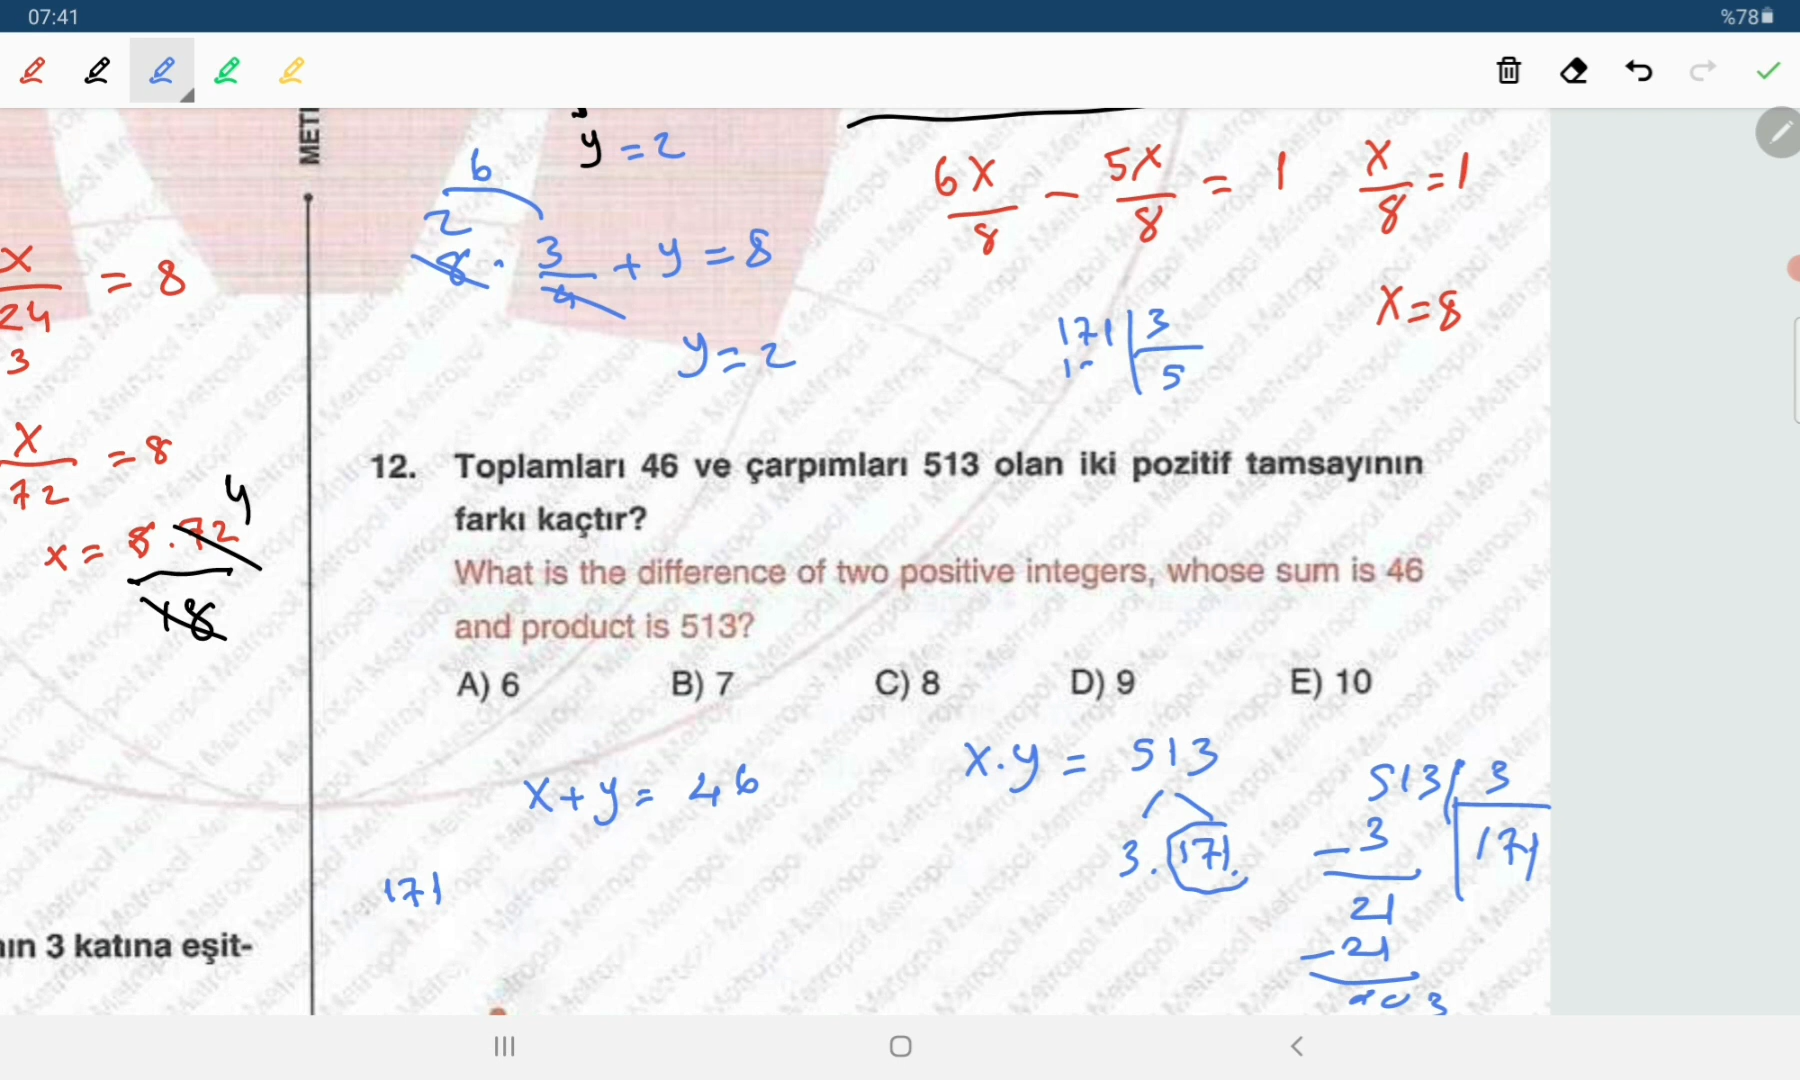 07:41
%78
METI
y = 2
6
2
8 · 3/4 + y = 8
y = 2
6x/8 - 5x/8 = 1
x/8 = 1
x = 8
171 | 3
5
x/24 = 8
3
x/72 = 8
x = 8.72/18
4
12. Toplamları 46 ve çarpımları 513 olan iki pozitif tamsayının
farkı kaçtır?
What is the difference of two positive integers, whose sum is 46
and product is 513?
A) 6 B) 7 C) 8 D) 9 E) 10
x + y = 46
x.y = 513
3. 171
513 | 3
- 3
171
21
- 21
03
171
ın 3 katına eşit-